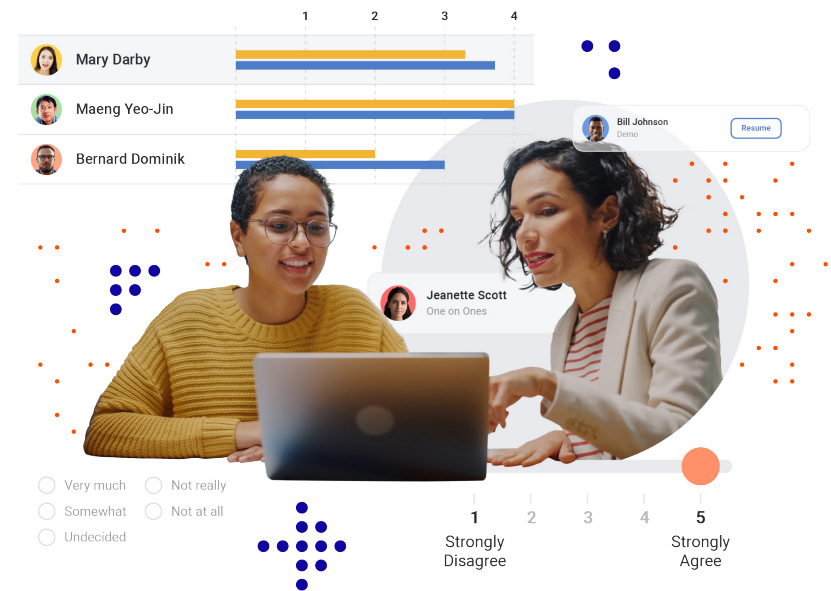 1 2 3 4
Mary Darby
Maeng Yeo-Jin
Bernard Dominik
Bill Johnson
Demo
Resume
Jeanette Scott
One on Ones
Very much
Not really
Somewhat
Not at all
Undecided
1 2 3 4 5
Strongly
Disagree
Strongly
Agree